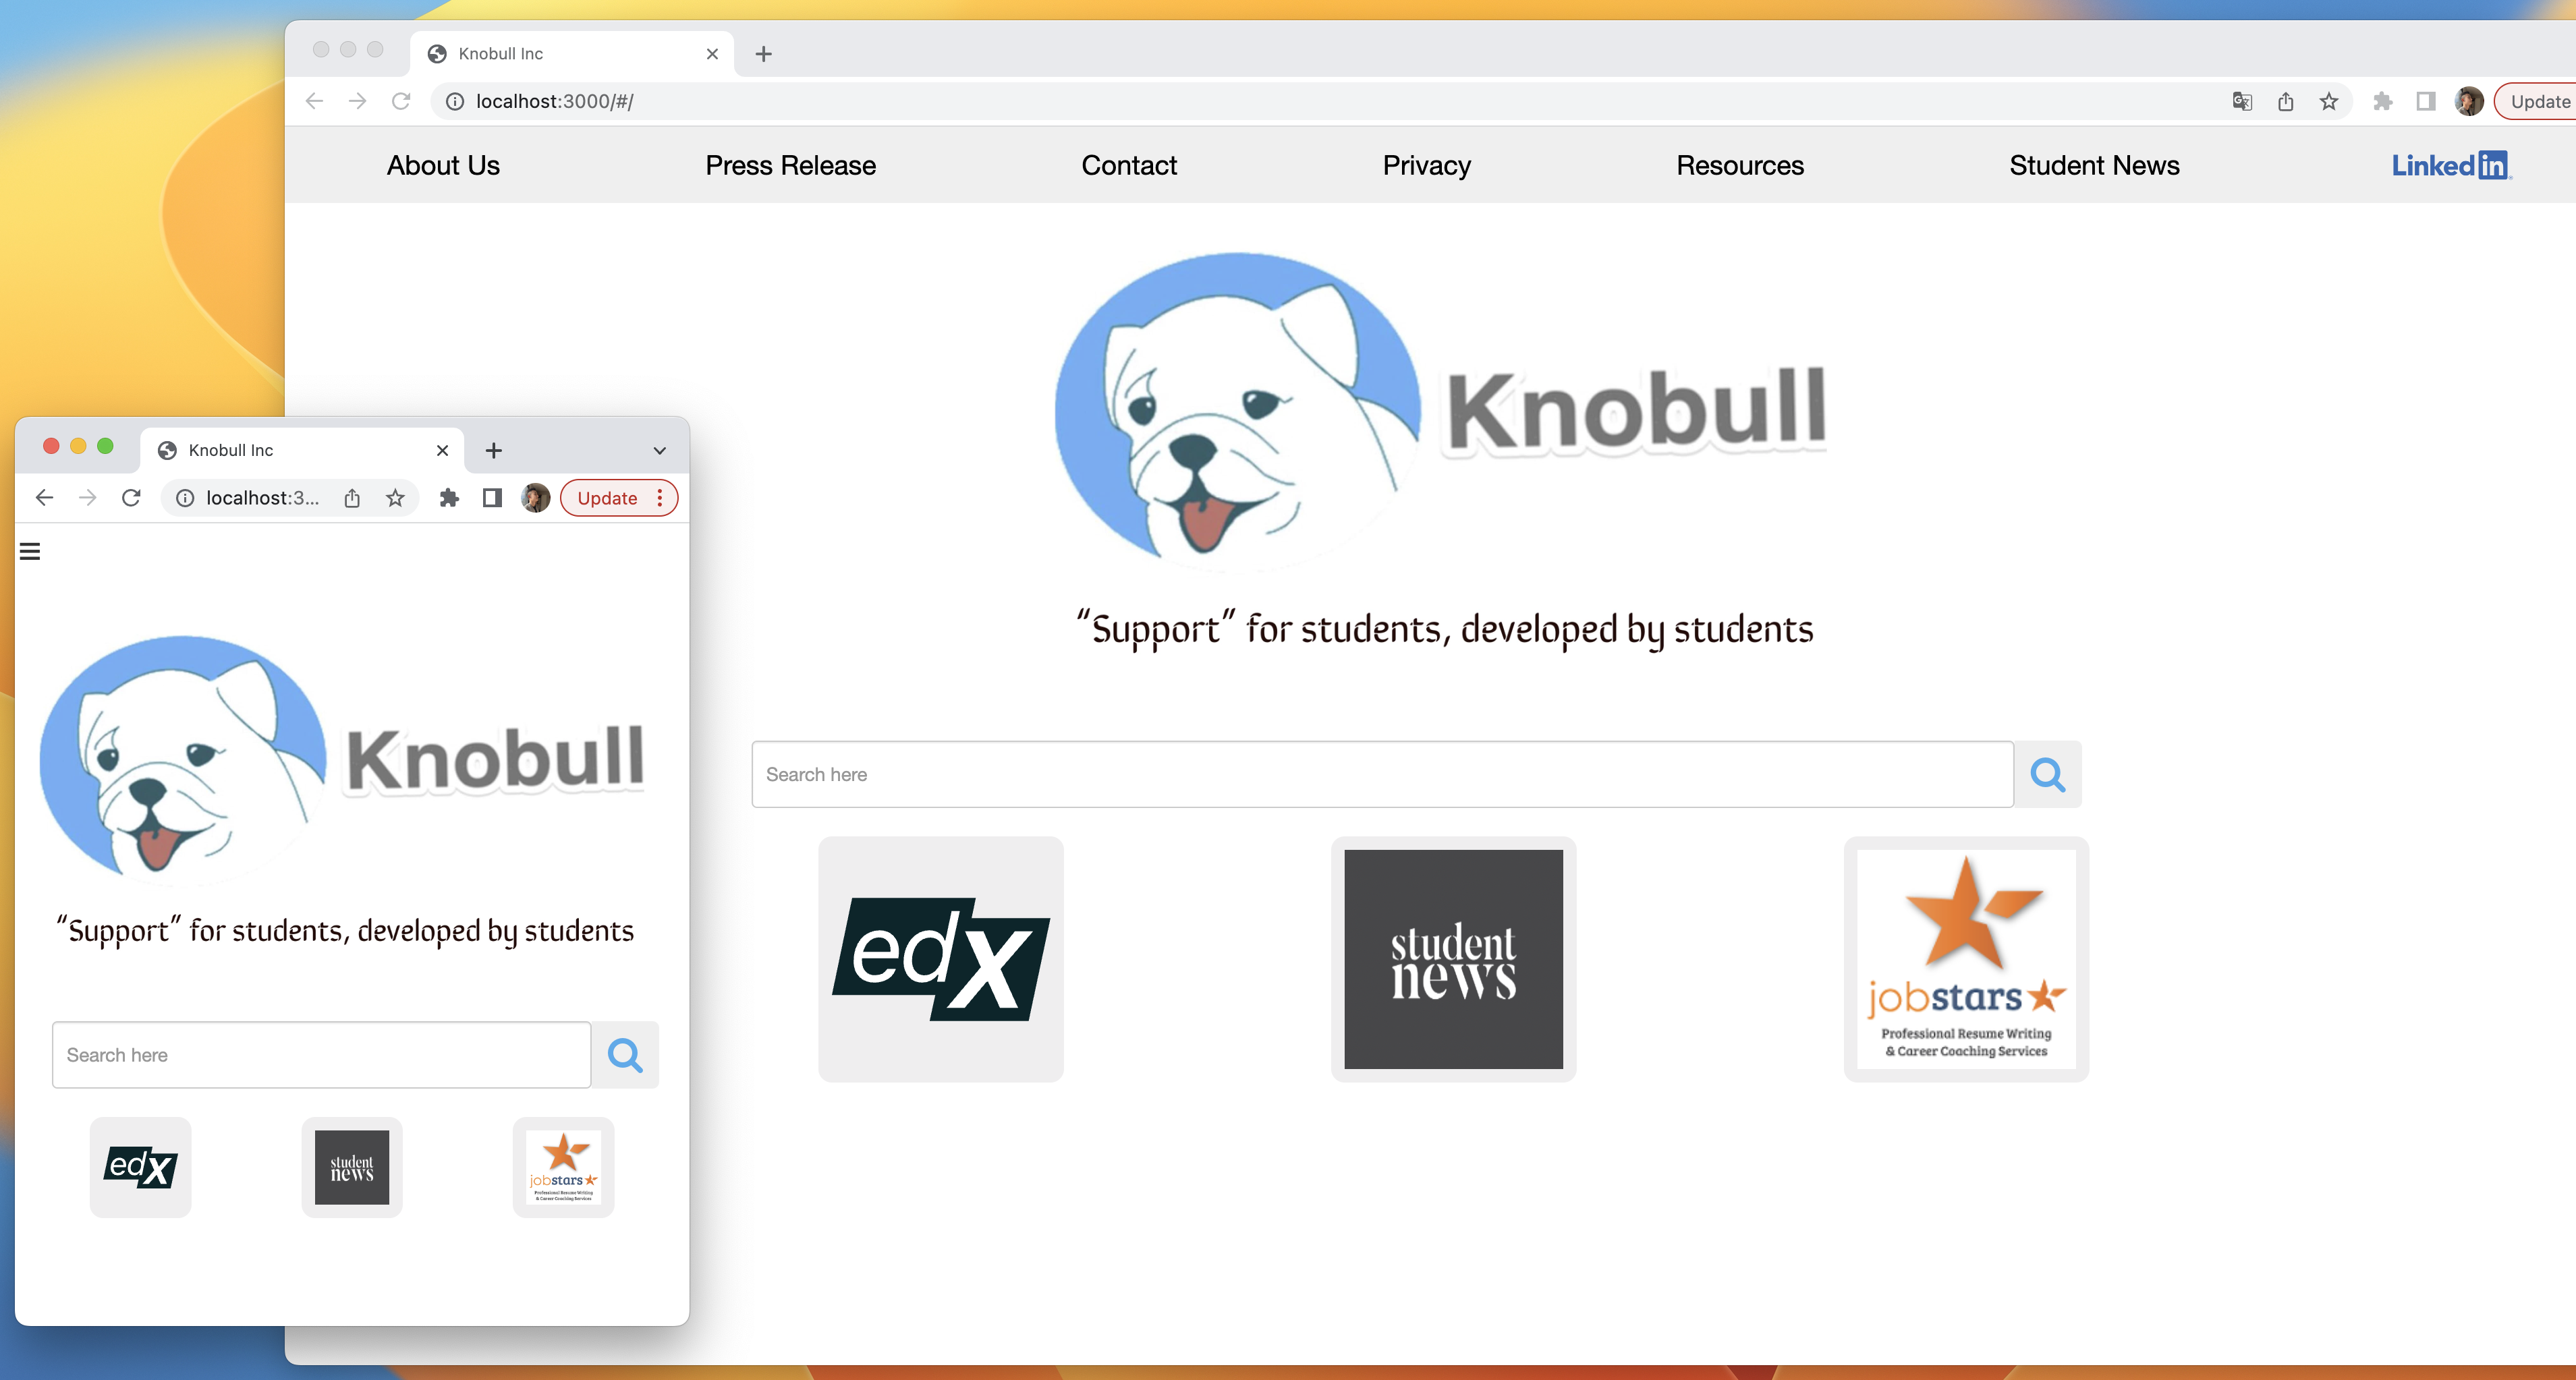 Knobull Inc
localhost:3000/#/
Update
About Us
Press Release
Contact
Privacy
Resources
Student News
Linked in
Knobull
“Support” for students, developed by students
Search here
edX
student
news
jobstars
Professional Resume Writing
& Career Coaching Services
Knobull Inc
localhost:3...
Update
Knobull
“Support” for students, developed by students
Search here
edX
student
news
jobstars
Professional Resume Writing
& Career Coaching Services